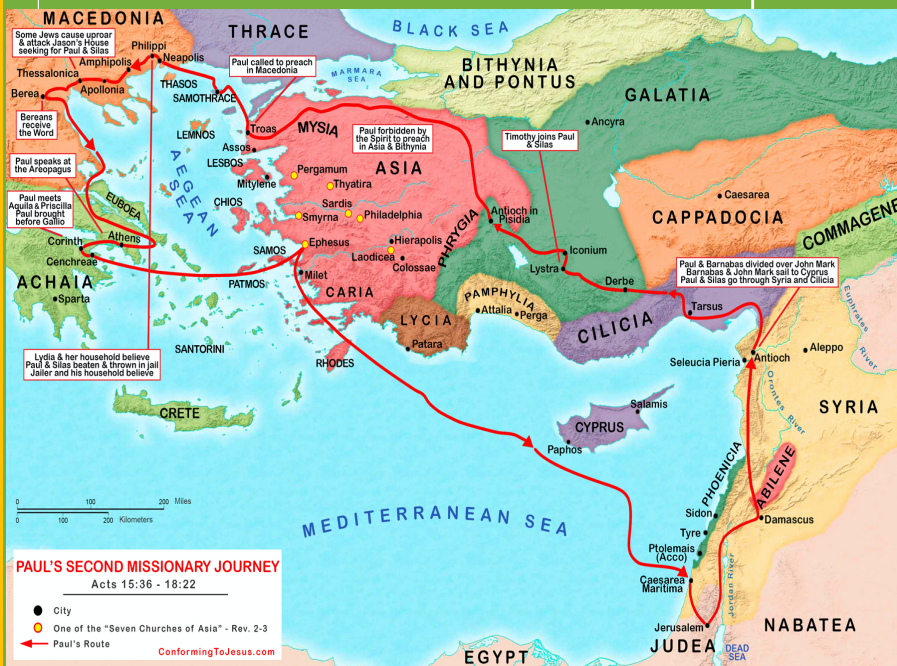 MACEDONIA
THRACE
BLACK SEA
Some Jews cause uproar
& attack Jason's House
seeking for Paul & Silas
Philippi
Neapolis
Amphipolis
Thessalonica
Apollonia
Berea
THASOS
SAMOTHRACE
Paul called to preach
in Macedonia
MARMARA
SEA
BITHYNIA
AND PONTUS
GALATIA
Ancyra
Bereans
receive
the Word
LEMNOS
Troas
MYSIA
Paul forbidden by
the Spirit to preach
in Asia & Bithynia
Timothy joins Paul
& Silas
Assos
LESBOS
ASIA
Paul speaks at
the Areopagus
AEGEAN
SEA
Mitylene
Pergamum
Thyatira
Paul meets
Aquila & Priscilla
Paul brought
before Gallio
EUBOEA
CHIOS
Sardis
Smyrna
Philadelphia
PHRYGIA
Antioch in
Pisidia
Caesarea
CAPPADOCIA
COMMAGENE
Corinth
Athens
Cenchreae
SAMOS
Ephesus
Hierapolis
Laodicea
Colossae
Iconium
Lystra
Derbe
Paul & Barnabas divided over John Mark
Barnabas & John Mark sail to Cyprus
Paul & Silas go through Syria and Cilicia
ACHAIA
Sparta
PATMOS
Milet
CARIA
PAMPHYLIA
Attalia
Perga
LYCIA
Patara
CILICIA
Tarsus
Euphrates
River
Lydia & her household believe
Paul & Silas beaten & thrown in jail
Jailer and his household believe
SANTORINI
RHODES
Seleucia Pieria
Antioch
Aleppo
Orontea River
SYRIA
CRETE
CYPRUS
Salamis
Paphos
PHOENICIA
ABILENE
0 100 200 Miles
0 100 200 Kilometers
MEDITERRANEAN SEA
Sidon
Damascus
Tyre
Ptolemais
(Acco)
Caesarea
Maritima
Jordan River
Jerusalem
JUDEA
DEAD
SEA
NABATEA
EGYPT
PAUL'S SECOND MISSIONARY JOURNEY
Acts 15:36 - 18:22
City
One of the "Seven Churches of Asia" - Rev. 2-3
Paul's Route
ConformingToJesus.com